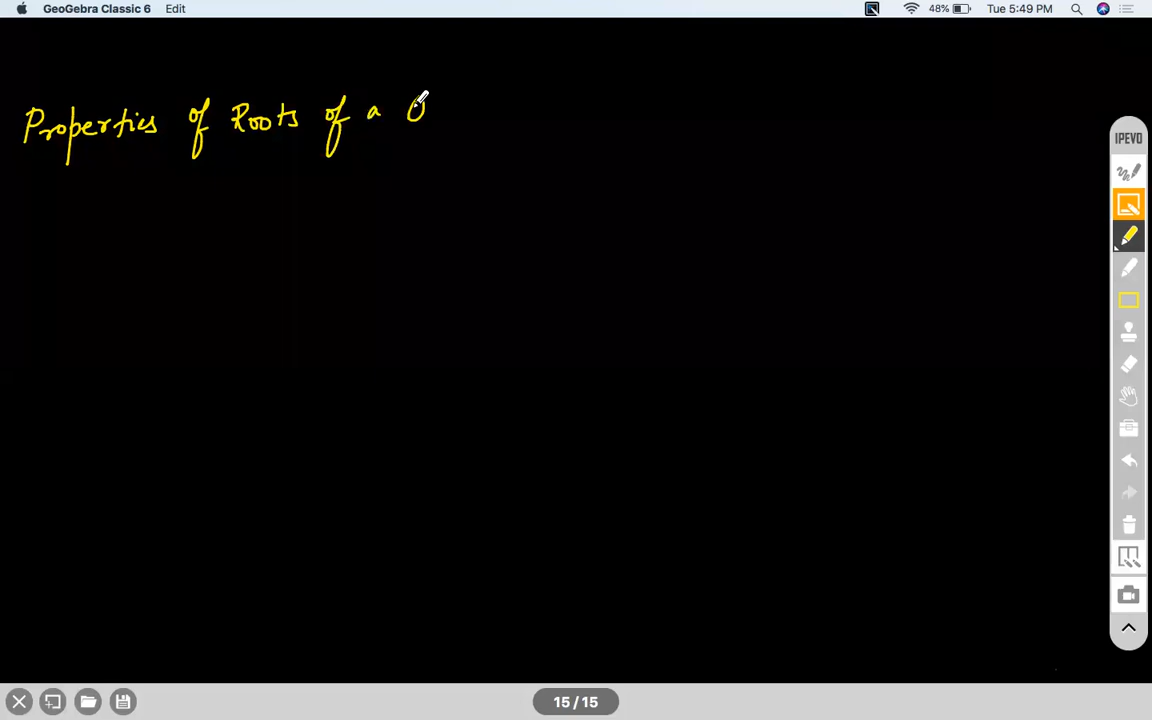 GeoGebra Classic 6 Edit 48% Tue 5:49 PM
Properties of Roots of a
IPEVO
15 / 15